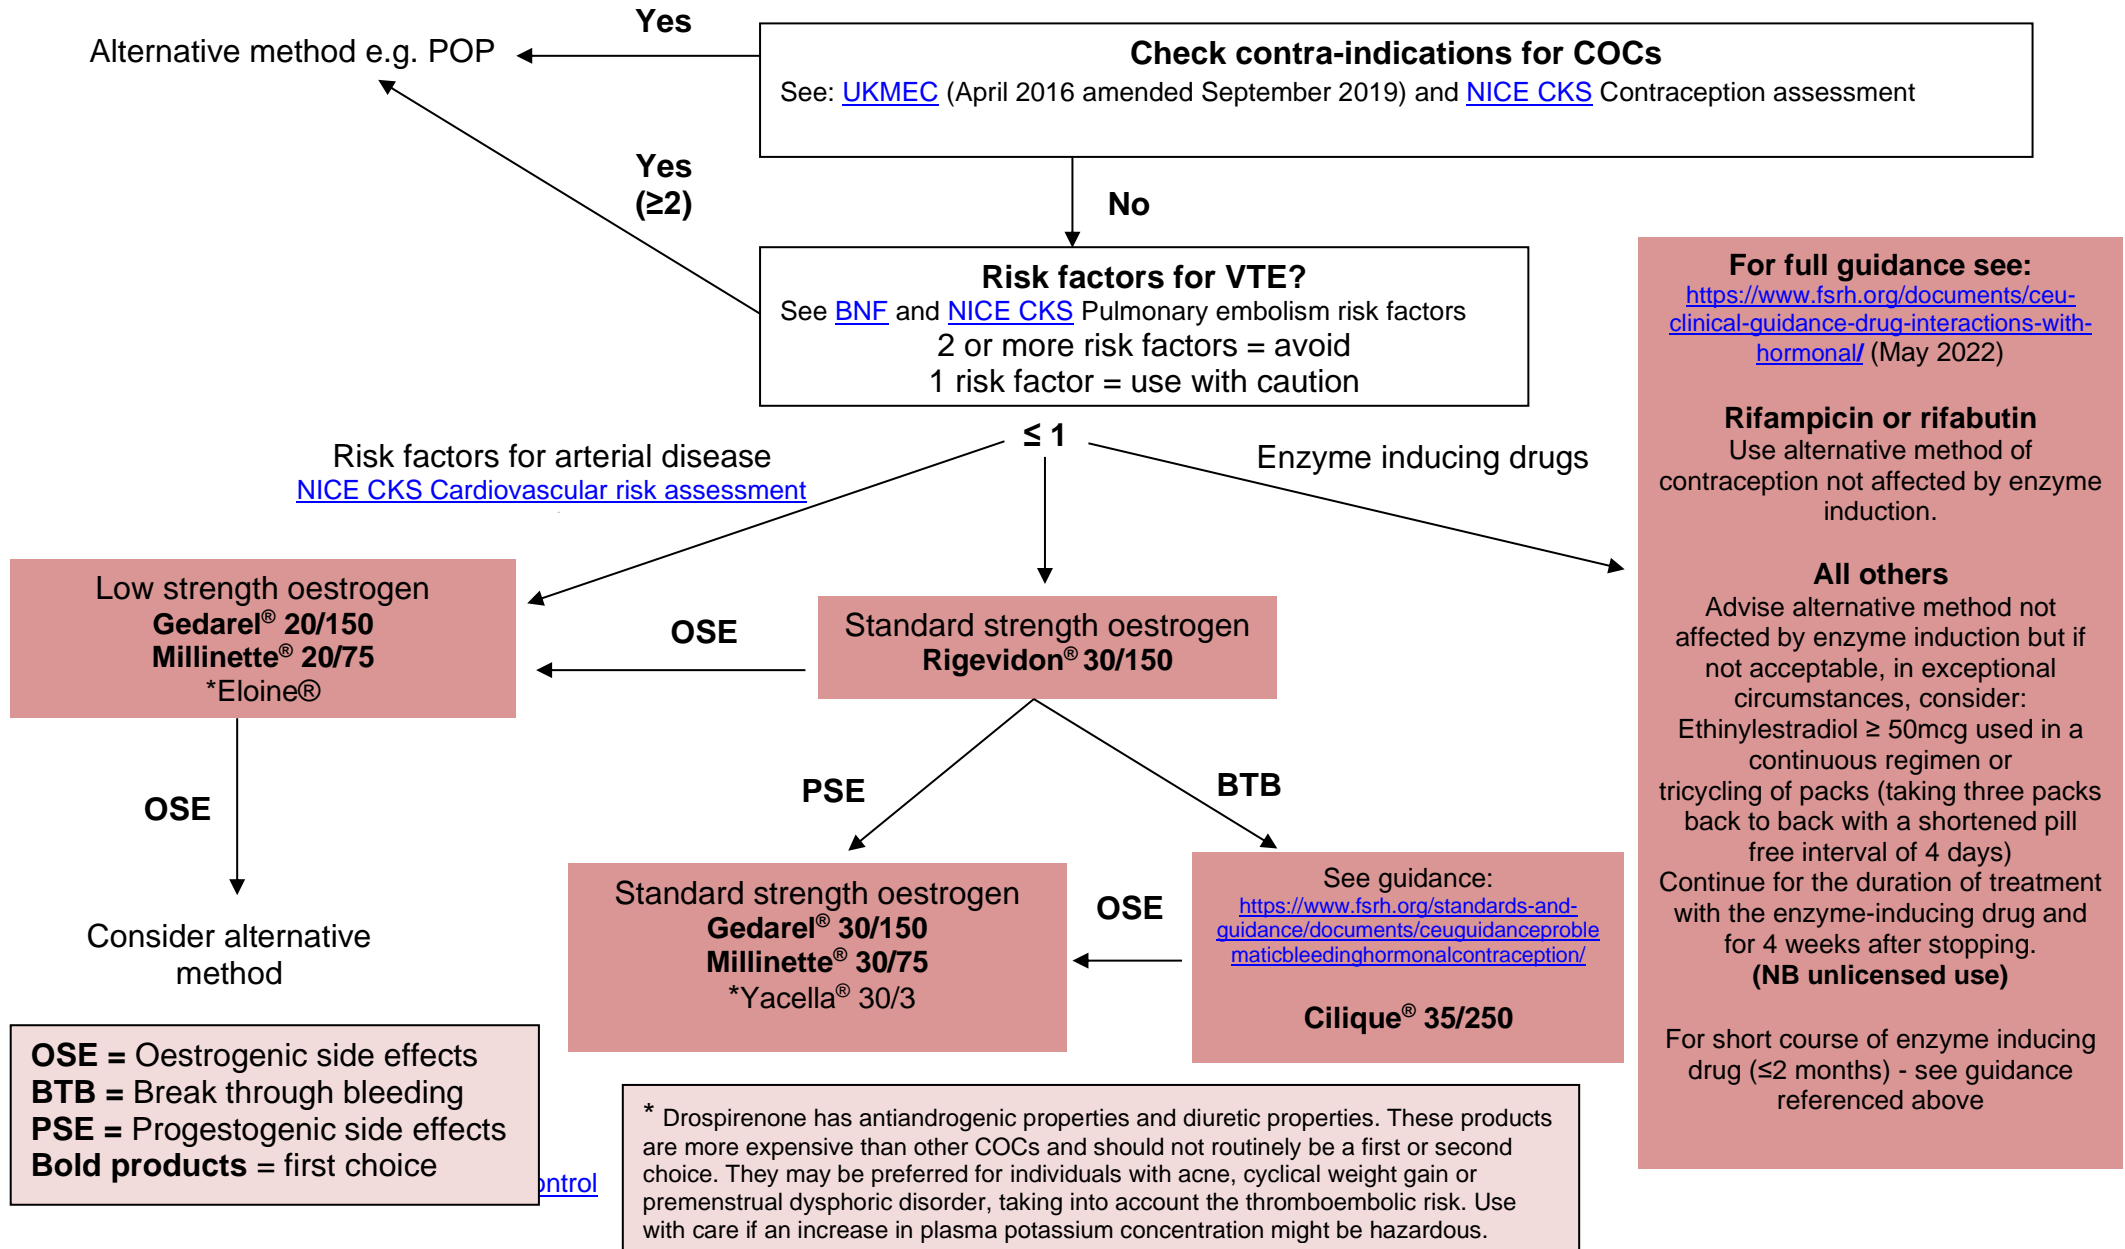 Yes
Alternative method e.g. POP
Check contra-indications for COCs
See: UKMEC (April 2016 amended September 2019) and NICE CKS Contraception assessment
Yes
(≥2)
No
Risk factors for VTE?
See BNF and NICE CKS Pulmonary embolism risk factors
2 or more risk factors = avoid
1 risk factor = use with caution
≤ 1
Risk factors for arterial disease
NICE CKS Cardiovascular risk assessment
Enzyme inducing drugs
For full guidance see:
https://www.fsrh.org/documents/ceu-
clinical-guidance-drug-interactions-with-
hormonal/ (May 2022)
Rifampicin or rifabutin
Use alternative method of
contraception not affected by enzyme
induction.
All others
Advise alternative method not
affected by enzyme induction but if
not acceptable, in exceptional
circumstances, consider:
Ethinylestradiol ≥ 50mcg used in a
continuous regimen or
tricycling of packs (taking three packs
back to back with a shortened pill
free interval of 4 days)
Continue for the duration of treatment
with the enzyme-inducing drug and
for 4 weeks after stopping.
(NB unlicensed use)
For short course of enzyme inducing
drug (≤2 months) - see guidance
referenced above
Low strength oestrogen
Gedarel® 20/150
Millinette® 20/75
*Eloine®
OSE
Standard strength oestrogen
Rigevidon® 30/150
OSE
PSE
BTB
Consider alternative
method
Standard strength oestrogen
Gedarel® 30/150
Millinette® 30/75
*Yacella® 30/3
OSE
See guidance:
https://www.fsrh.org/standards-and-
guidance/documents/ceuguidanceproble
maticbleedinghormonalcontraception/
Cilique® 35/250
OSE = Oestrogenic side effects
BTB = Break through bleeding
PSE = Progestogenic side effects
Bold products = first choice
ontrol
* Drospirenone has antiandrogenic properties and diuretic properties. These products
are more expensive than other COCs and should not routinely be a first or second
choice. They may be preferred for individuals with acne, cyclical weight gain or
premenstrual dysphoric disorder, taking into account the thromboembolic risk. Use
with care if an increase in plasma potassium concentration might be hazardous.